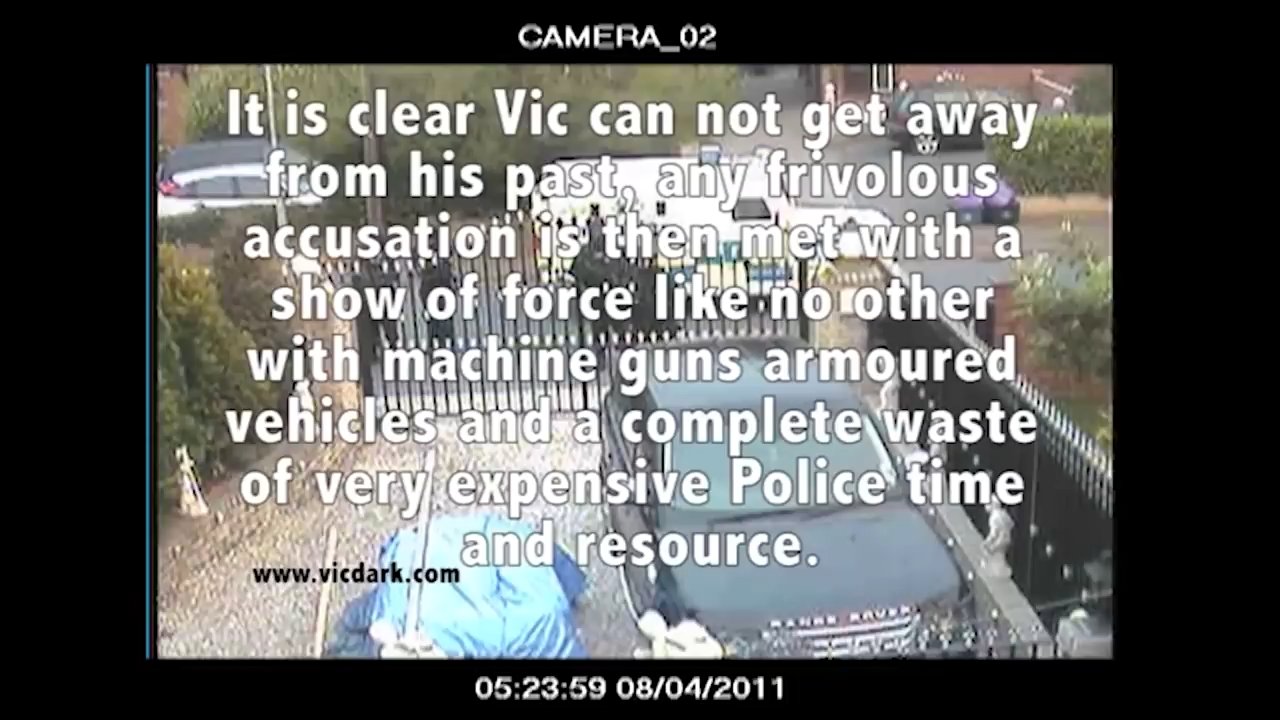 CAMERA_02
It is clear Vic can not get away
from his past, any frivolous
accusation is then met with a
show of force like no other
with machine guns armoured
vehicles and a complete waste
of very expensive Police time
and resource.
www.vicdark.com
RANGE ROVER
05:23:59 08/04/2011